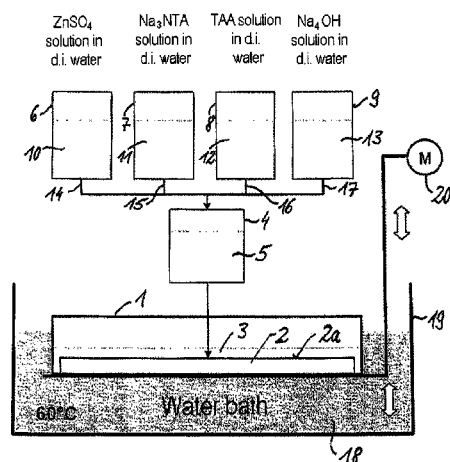 ZnSO₄ solution in d.i. water
Na₃NTA solution in d.i. water
TAA solution in d.i. water
Na₄OH solution in d.i. water
6
7
8
9
10
11
12
13
14
15
16
17
M
20
4
5
1
3
2
2a
19
60°C
Water bath
18